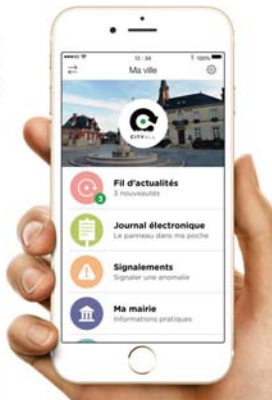 10:34
100%
Ma ville
CITYALL
Fil d'actualités
3 nouveautés
3
Journal électronique
Le panneau dans ma poche
Signalements
Signaler une anomalie
Ma mairie
Informations pratiques